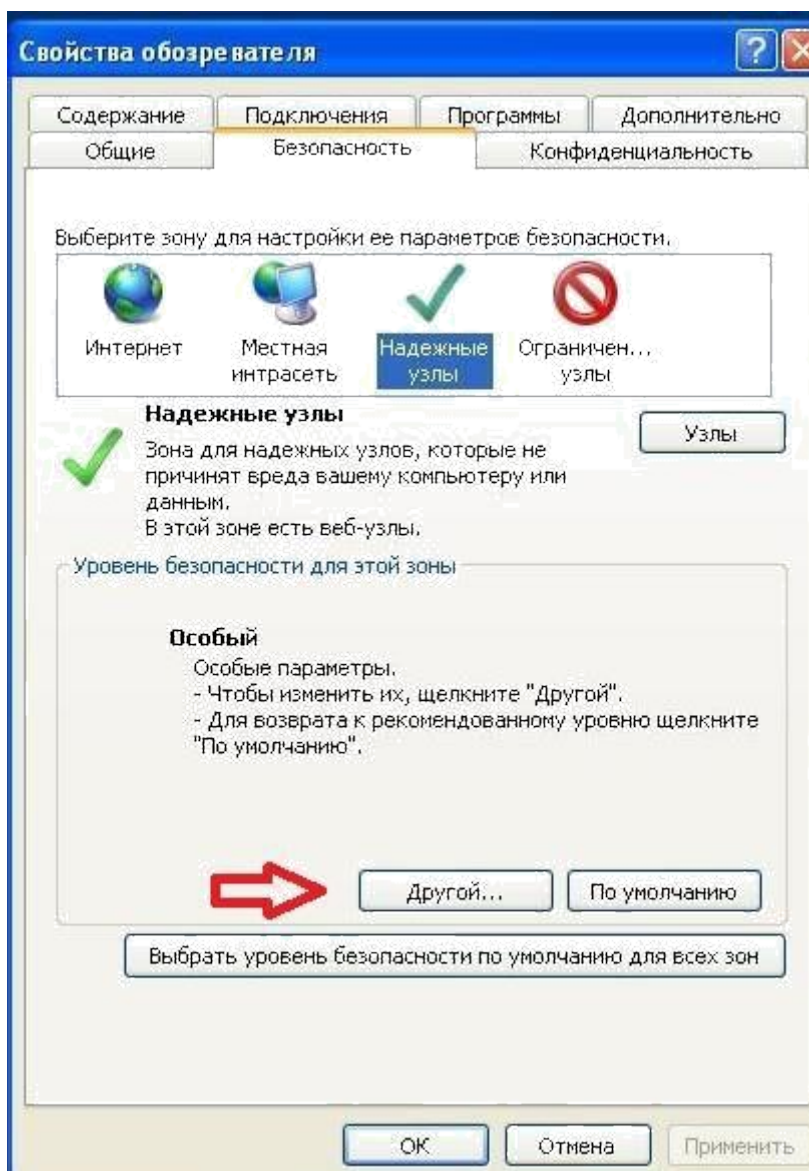 Свойства обозревателя
Содержание Подключения Программы Дополнительно
Общие Безопасность Конфиденциальность
Выберите зону для настройки ее параметров безопасности.
Интернет
Местная
интрасеть
Надежные
узлы
Ограничен...
узлы
Надежные узлы
Узлы
Зона для надежных узлов, которые не
причинят вреда вашему компьютеру или
данным.
В этой зоне есть веб-узлы.
Уровень безопасности для этой зоны
Особый
Особые параметры.
- Чтобы изменить их, щелкните "Другой".
- Для возврата к рекомендованному уровню щелкните
"По умолчанию".
Другой... По умолчанию
Выбрать уровень безопасности по умолчанию для всех зон
ОК Отмена Применить